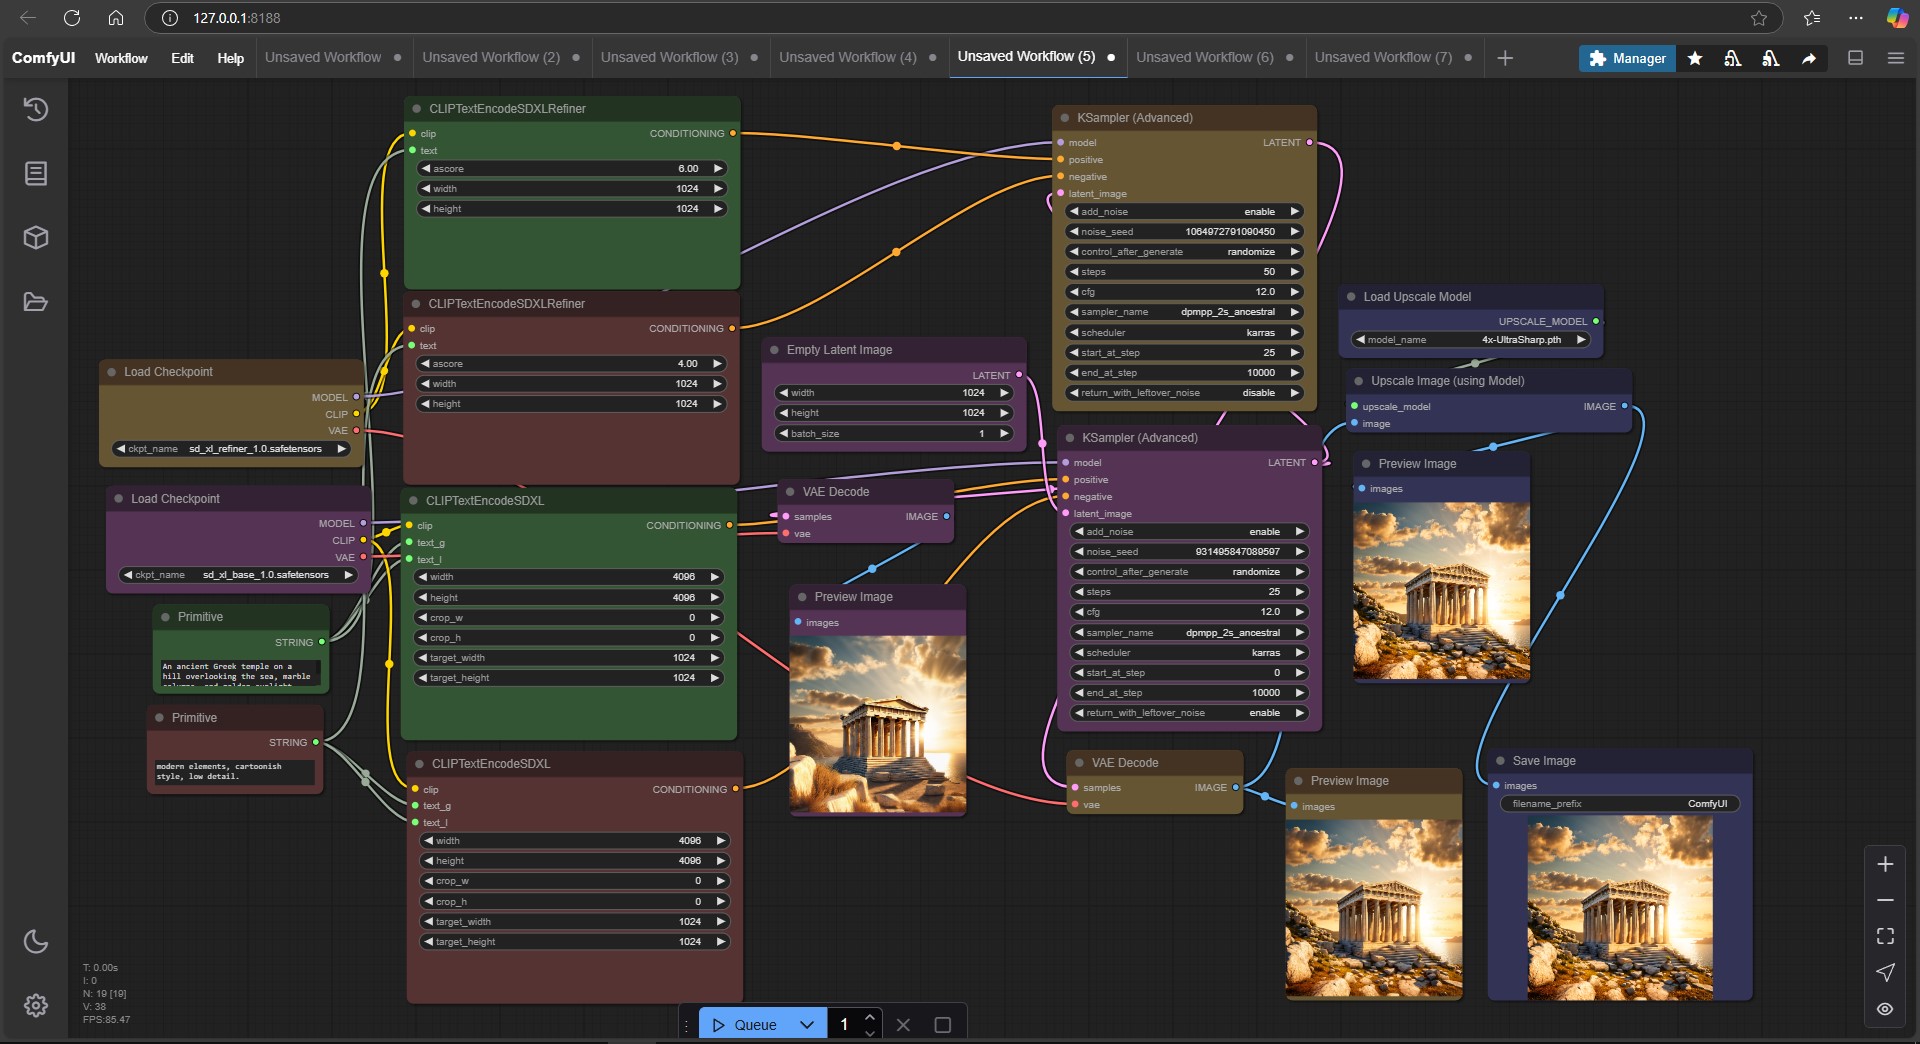 127.0.0.1:8188
ComfyUI Workflow Edit Help Unsaved Workflow Unsaved Workflow (2) Unsaved Workflow (3) Unsaved Workflow (4) Unsaved Workflow (5) Unsaved Workflow (6) Unsaved Workflow (7) Manager
CLIPTextEncodeSDXLRefiner
clip CONDITIONING
text
ascore 6.00
width 1024
height 1024
CLIPTextEncodeSDXLRefiner
clip CONDITIONING
text
ascore 4.00
width 1024
height 1024
Load Checkpoint
MODEL
CLIP
VAE
ckpt_name sd_xl_refiner_1.0.safetensors
Load Checkpoint
MODEL
CLIP
VAE
ckpt_name sd_xl_base_1.0.safetensors
Primitive
STRING
An ancient Greek temple on a
hill overlooking the sea, marble
Primitive
STRING
modern elements, cartoonish
style, low detail.
CLIPTextEncodeSDXL
clip CONDITIONING
text_g
text_l
width 4096
height 4096
crop_w 0
crop_h 0
target_width 1024
target_height 1024
CLIPTextEncodeSDXL
clip CONDITIONING
text_g
text_l
width 4096
height 4096
crop_w 0
crop_h 0
target_width 1024
target_height 1024
Empty Latent Image
LATENT
width 1024
height 1024
batch_size 1
VAE Decode
samples IMAGE
vae
Preview Image
images
KSampler (Advanced)
model LATENT
positive
negative
latent_image
add_noise enable
noise_seed 1064972791090450
control_after_generate randomize
steps 50
cfg 12.0
sampler_name dpmpp_2s_ancestral
scheduler karras
start_at_step 25
end_at_step 10000
return_with_leftover_noise disable
KSampler (Advanced)
model LATENT
positive
negative
latent_image
add_noise enable
noise_seed 931495847089597
control_after_generate randomize
steps 25
cfg 12.0
sampler_name dpmpp_2s_ancestral
scheduler karras
start_at_step 0
end_at_step 10000
return_with_leftover_noise enable
VAE Decode
samples IMAGE
vae
Load Upscale Model
UPSCALE_MODEL
model_name 4x-UltraSharp.pth
Upscale Image (using Model)
upscale_model IMAGE
image
Preview Image
images
Preview Image
images
Save Image
images
filename_prefix ComfyUI
T: 0.00s
I: 0
N: 19 [19]
V: 38
FPS:85.47
Queue 1